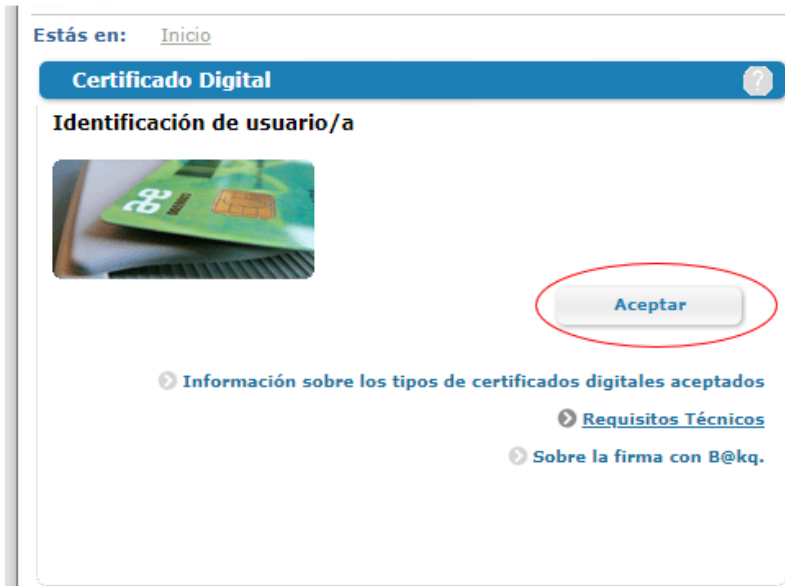 Estás en: Inicio
Certificado Digital
?
Identificación de usuario/a
Aceptar
Información sobre los tipos de certificados digitales aceptados
Requisitos Técnicos
Sobre la firma con B@kq.